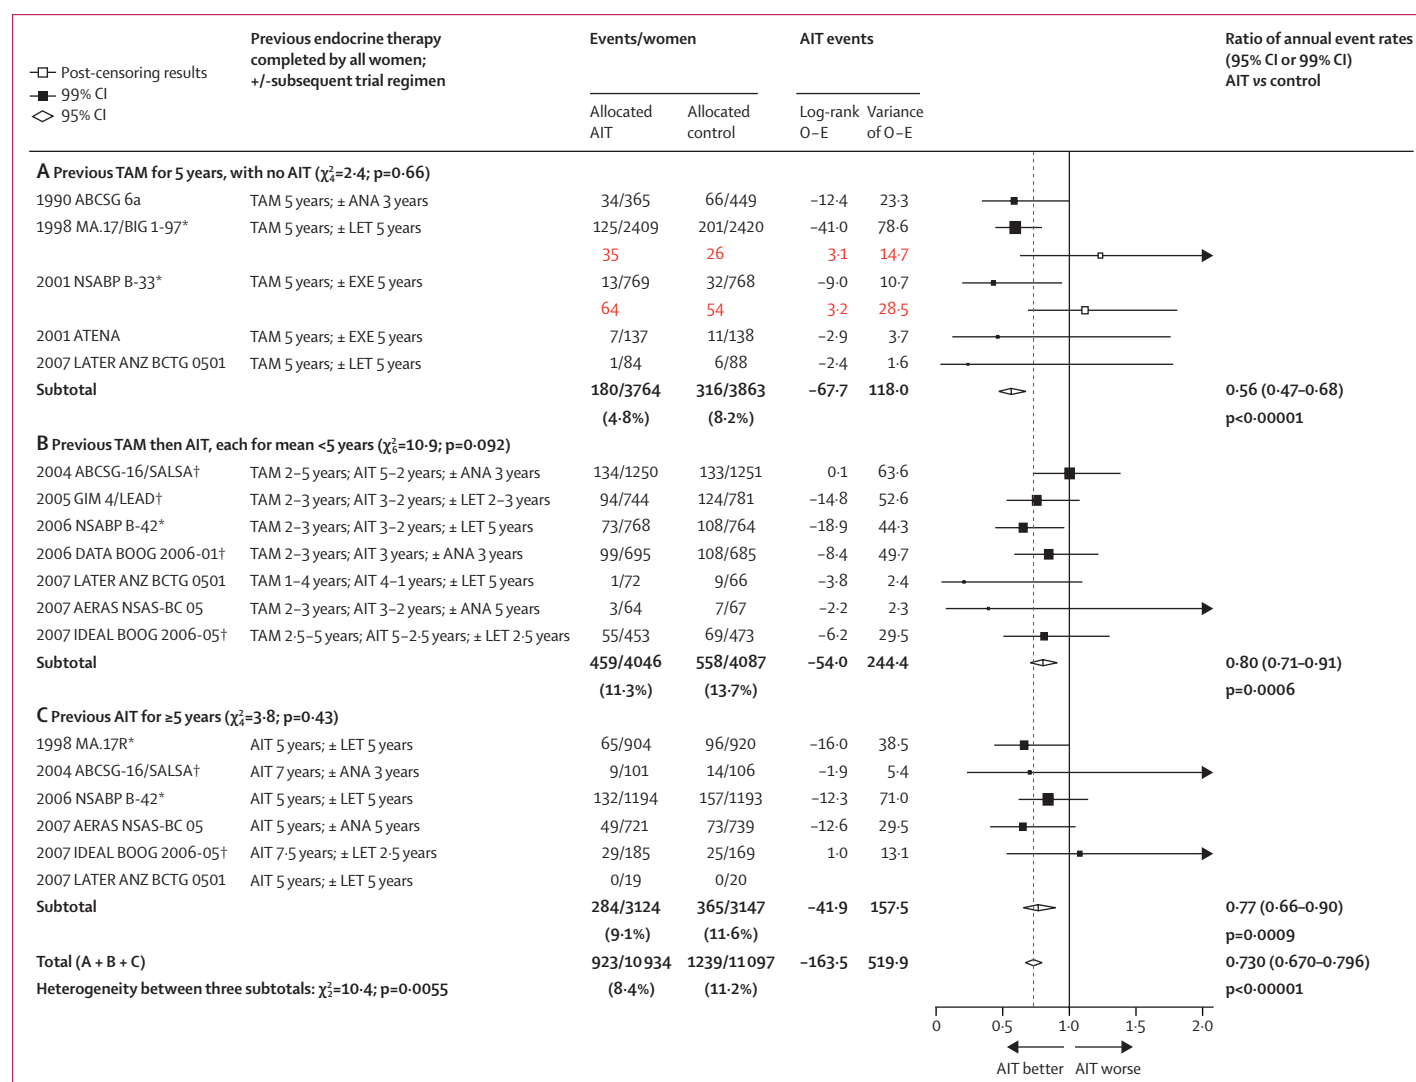 Previous endocrine therapy completed by all women; +/-subsequent trial regimen
Events/women
AIT events
Ratio of annual event rates (95% CI or 99% CI) AIT vs control
Post-censoring results
99% CI
95% CI
Allocated AIT
Allocated control
Log-rank O–E
Variance of O–E
A Previous TAM for 5 years, with no AIT (χ²₄=2·4; p=0·66)
1990 ABCSG 6a TAM 5 years; ± ANA 3 years 34/365 66/449 –12·4 23·3
1998 MA.17/BIG 1-97* TAM 5 years; ± LET 5 years 125/2409 201/2420 –41·0 78·6
35 26 3·1 14·7
2001 NSABP B-33* TAM 5 years; ± EXE 5 years 13/769 32/768 –9·0 10·7
64 54 3·2 28·5
2001 ATENA TAM 5 years; ± EXE 5 years 7/137 11/138 –2·9 3·7
2007 LATER ANZ BCTG 0501 TAM 5 years; ± LET 5 years 1/84 6/88 –2·4 1·6
Subtotal 180/3764 316/3863 –67·7 118·0 0·56 (0·47–0·68)
(4·8%) (8·2%) p<0·00001
B Previous TAM then AIT, each for mean <5 years (χ²₆=10·9; p=0·092)
2004 ABCSG-16/SALSA† TAM 2–5 years; AIT 5–2 years; ± ANA 3 years 134/1250 133/1251 0·1 63·6
2005 GIM 4/LEAD† TAM 2–3 years; AIT 3–2 years; ± LET 2–3 years 94/744 124/781 –14·8 52·6
2006 NSABP B-42* TAM 2–3 years; AIT 3–2 years; ± LET 5 years 73/768 108/764 –18·9 44·3
2006 DATA BOOG 2006-01† TAM 2–3 years; AIT 3 years; ± ANA 3 years 99/695 108/685 –8·4 49·7
2007 LATER ANZ BCTG 0501 TAM 1–4 years; AIT 4–1 years; ± LET 5 years 1/72 9/66 –3·8 2·4
2007 AERAS NSAS-BC 05 TAM 2–3 years; AIT 3–2 years; ± ANA 5 years 3/64 7/67 –2·2 2·3
2007 IDEAL BOOG 2006-05† TAM 2·5–5 years; AIT 5–2·5 years; ± LET 2·5 years 55/453 69/473 –6·2 29·5
Subtotal 459/4046 558/4087 –54·0 244·4 0·80 (0·71–0·91)
(11·3%) (13·7%) p=0·0006
C Previous AIT for ≥5 years (χ²₄=3·8; p=0·43)
1998 MA.17R* AIT 5 years; ± LET 5 years 65/904 96/920 –16·0 38·5
2004 ABCSG-16/SALSA† AIT 7 years; ± ANA 3 years 9/101 14/106 –1·9 5·4
2006 NSABP B-42* AIT 5 years; ± LET 5 years 132/1194 157/1193 –12·3 71·0
2007 AERAS NSAS-BC 05 AIT 5 years; ± ANA 5 years 49/721 73/739 –12·6 29·5
2007 IDEAL BOOG 2006-05† AIT 7·5 years; ± LET 2·5 years 29/185 25/169 1·0 13·1
2007 LATER ANZ BCTG 0501 AIT 5 years; ± LET 5 years 0/19 0/20
Subtotal 284/3124 365/3147 –41·9 157·5 0·77 (0·66–0·90)
(9·1%) (11·6%) p=0·0009
Total (A + B + C) 923/10 934 1239/11 097 –163·5 519·9 0·730 (0·670–0·796)
Heterogeneity between three subtotals: χ²₂=10·4; p=0·0055 (8·4%) (11·2%) p<0·00001
0 0·5 1·0 1·5 2·0
AIT better AIT worse